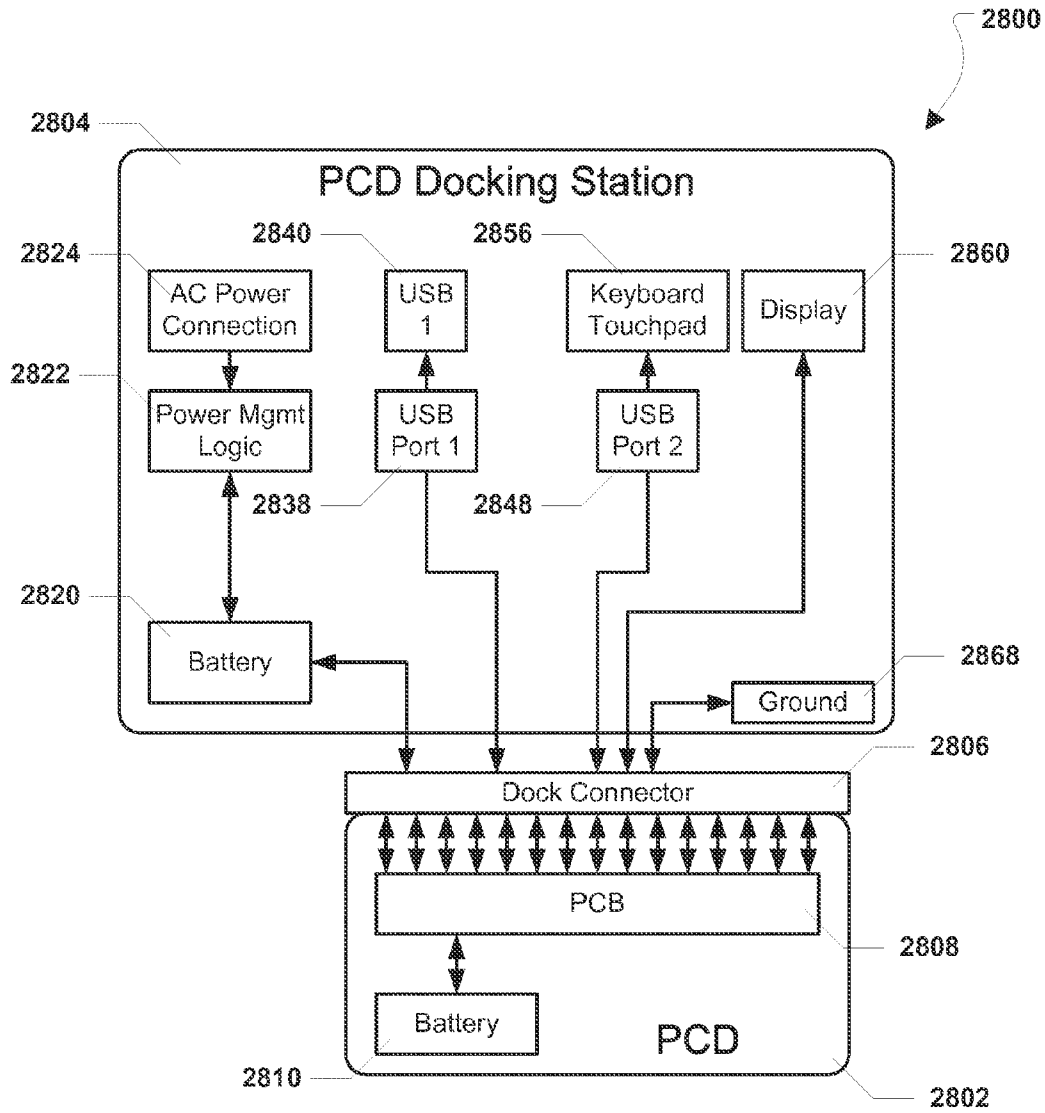 2800
2804
PCD Docking Station
2824
2840
2856
2860
AC Power
Connection
USB
1
Keyboard
Touchpad
Display
2822
Power Mgmt
Logic
USB
Port 1
USB
Port 2
2838
2848
2820
Battery
2868
Ground
2806
Dock Connector
PCB
2808
Battery
PCD
2810
2802